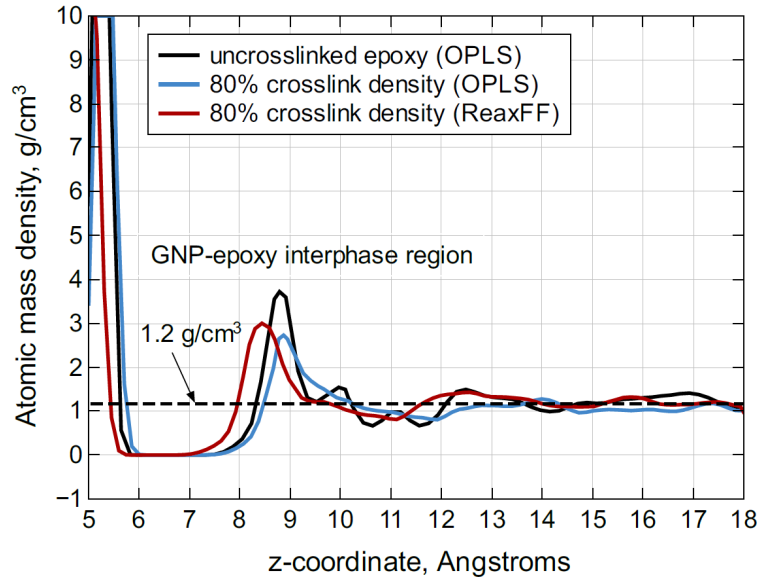 10
9
8
7
6
5
4
3
2
1
0
−1
Atomic mass density, g/cm³
uncrosslinked epoxy (OPLS)
80% crosslink density (OPLS)
80% crosslink density (ReaxFF)
GNP-epoxy interphase region
1.2 g/cm³
5 6 7 8 9 10 11 12 13 14 15 16 17 18
z-coordinate, Angstroms